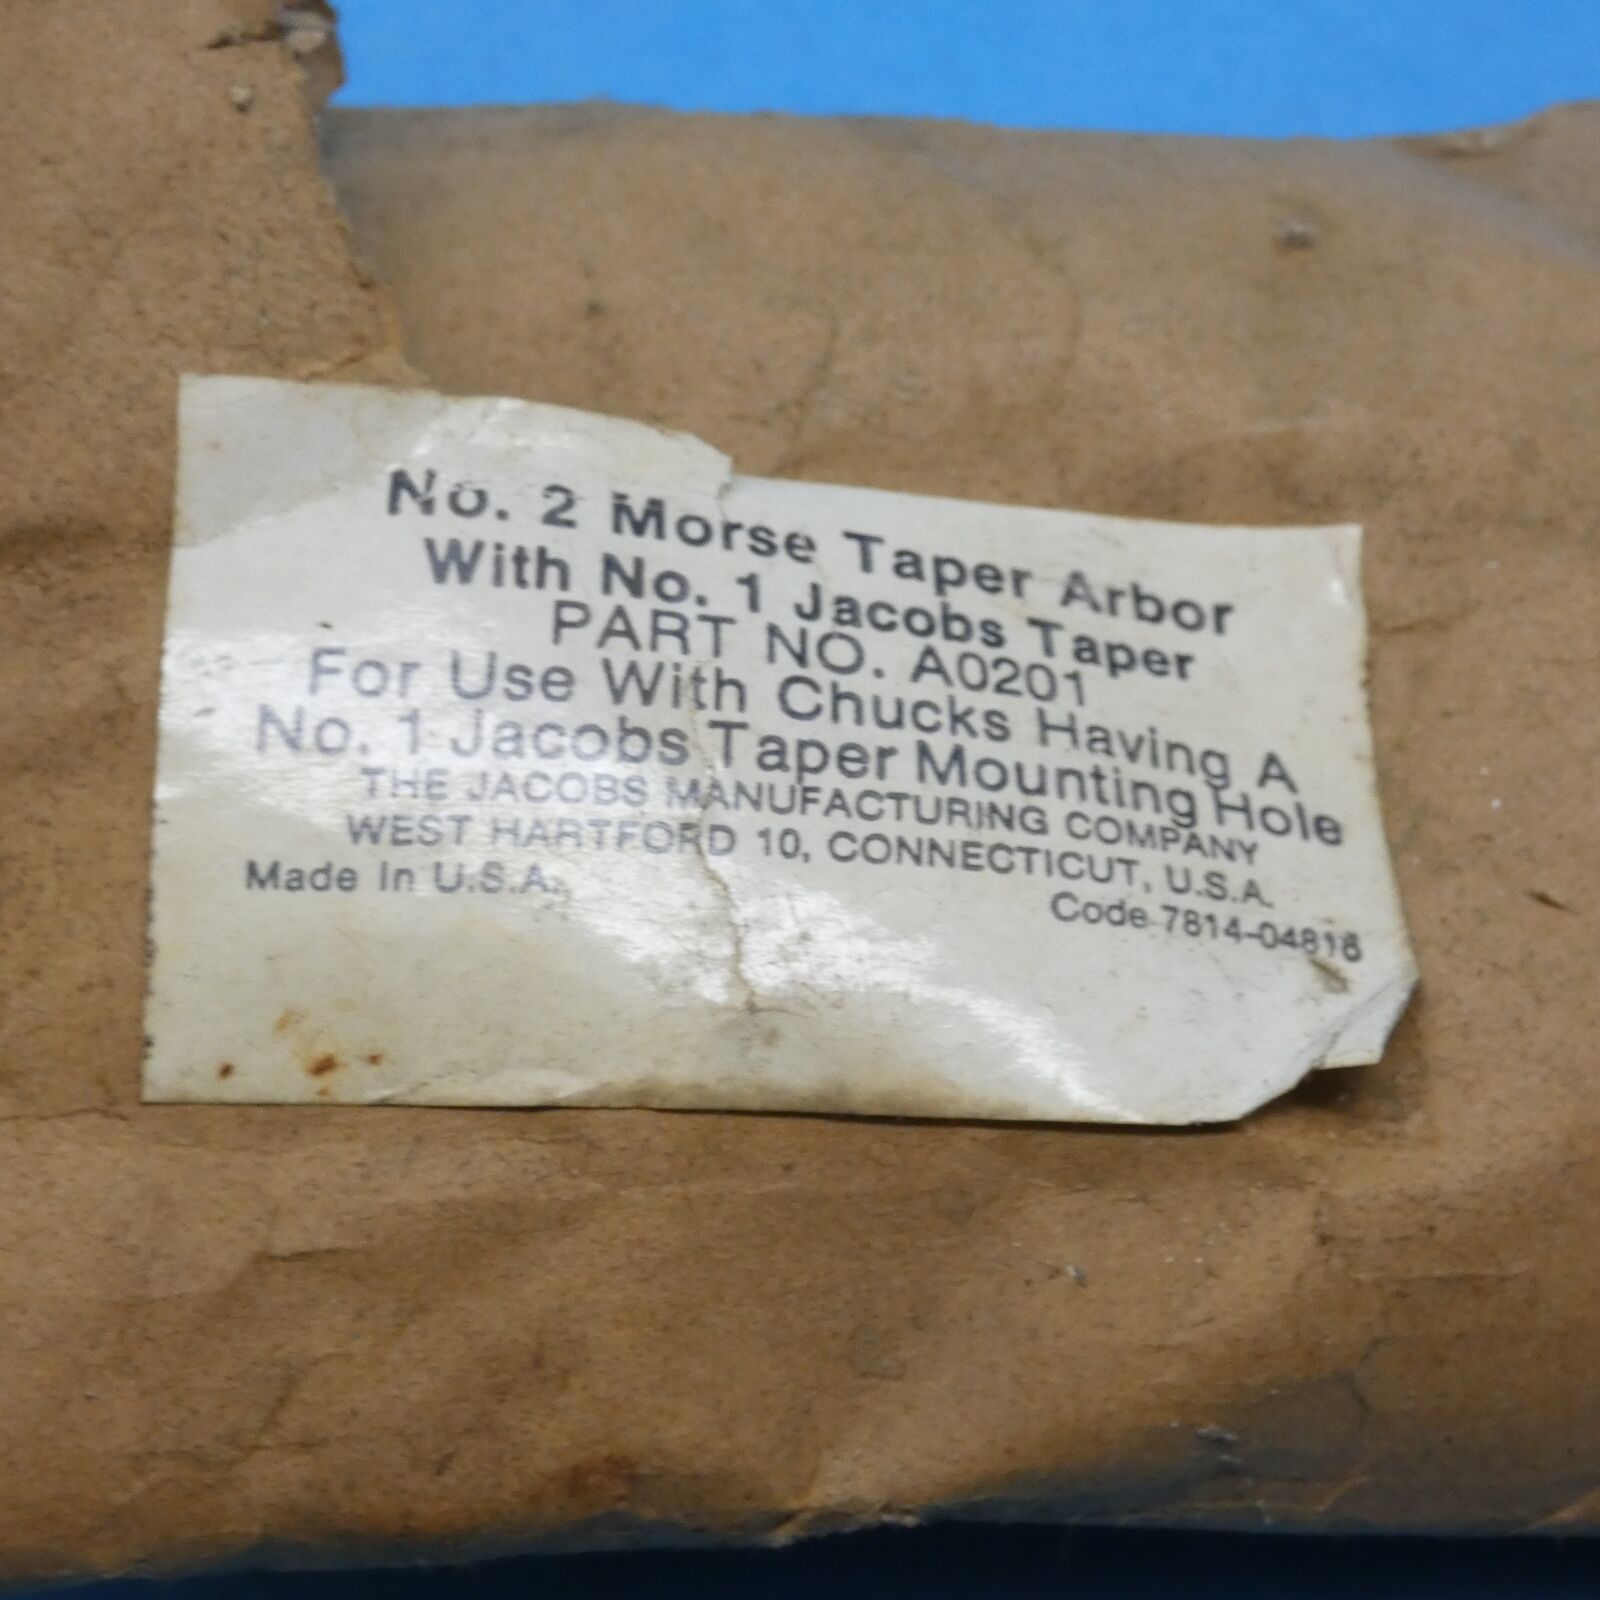 No. 2 Morse Taper Arbor
With No. 1 Jacobs Taper
PART NO. A0201
For Use With Chucks Having A
No. 1 Jacobs Taper Mounting Hole
THE JACOBS MANUFACTURING COMPANY
WEST HARTFORD 10, CONNECTICUT, U.S.A.
Made In U.S.A.
Code 7814-04816